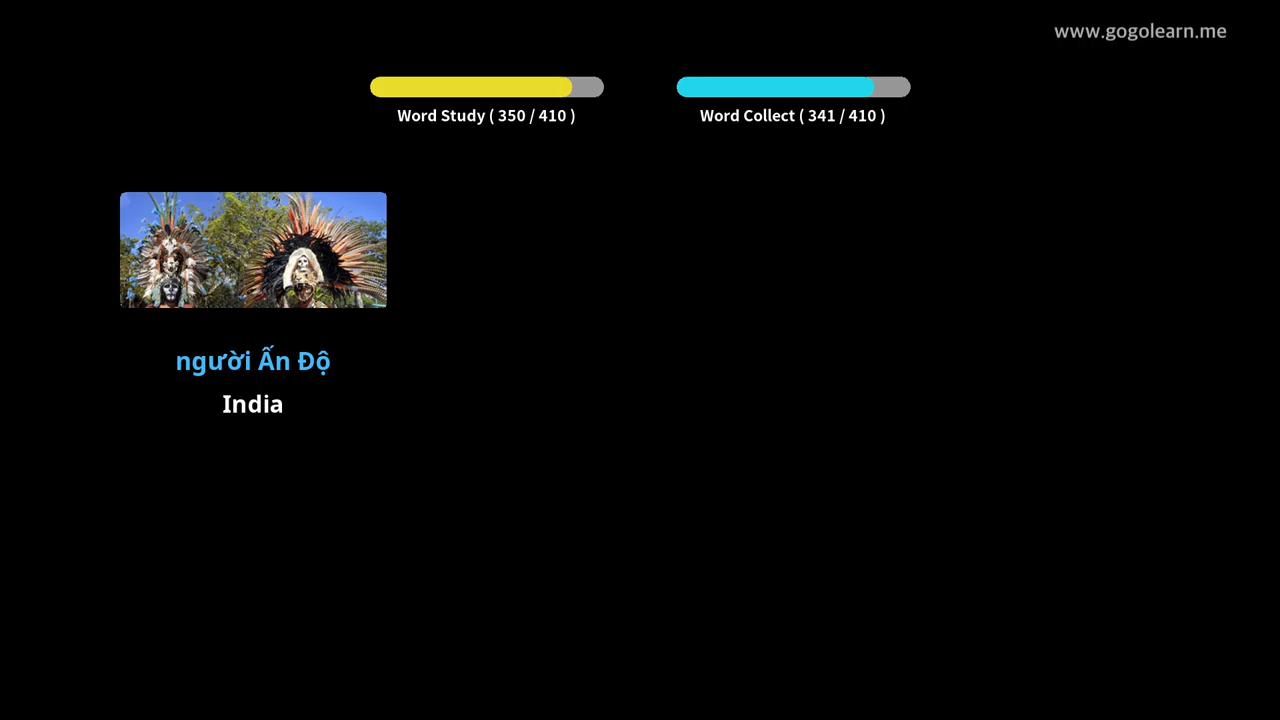 www.gogolearn.me
Word Study ( 350 / 410 )
Word Collect ( 341 / 410 )
người Ấn Độ
India